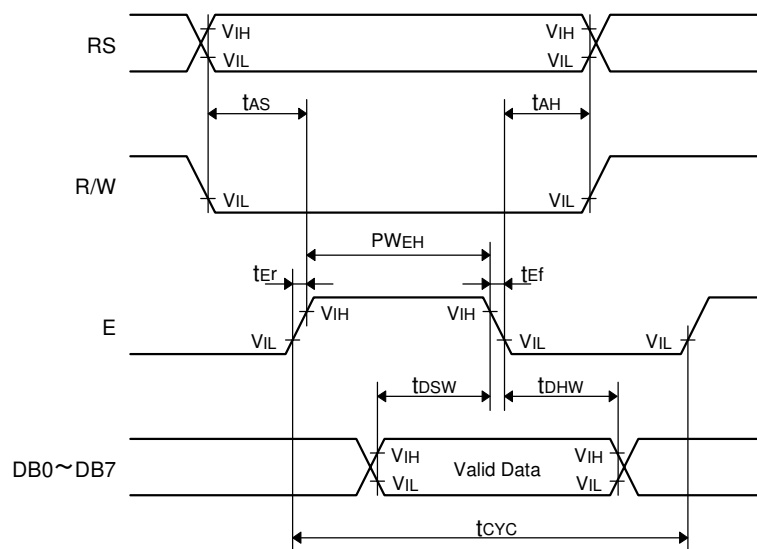 RS VIH VIH
VIL VIL
tAS tAH
R/W
VIL VIL
PWEH
tEr tEf
E VIH VIH
VIL VIL VIL
tDSW tDHW
VIH VIH
DB0～DB7 Valid Data
VIL VIL
tCYC